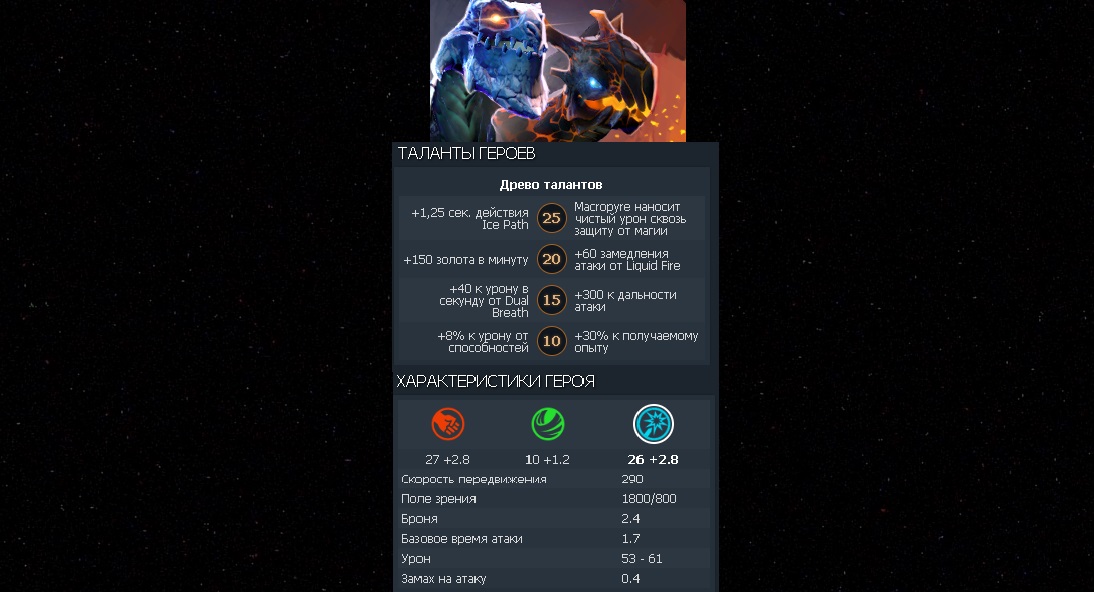 ТАЛАНТЫ ГЕРОЕВ
Древо талантов
+1,25 сек. действия
Ice Path
25
Macropyre наносит
чистый урон сквозь
защиту от магии
+150 золота в минуту
20
+60 замедления
атаки от Liquid Fire
+40 к урону в
секунду от Dual
Breath
15
+300 к дальности
атаки
+8% к урону от
способностей
10
+30% к получаемому
опыту
ХАРАКТЕРИСТИКИ ГЕРОЯ
27 +2.8 10 +1.2 26 +2.8
Скорость передвижения 290
Поле зрения 1800/800
Броня 2.4
Базовое время атаки 1.7
Урон 53 - 61
Замах на атаку 0.4